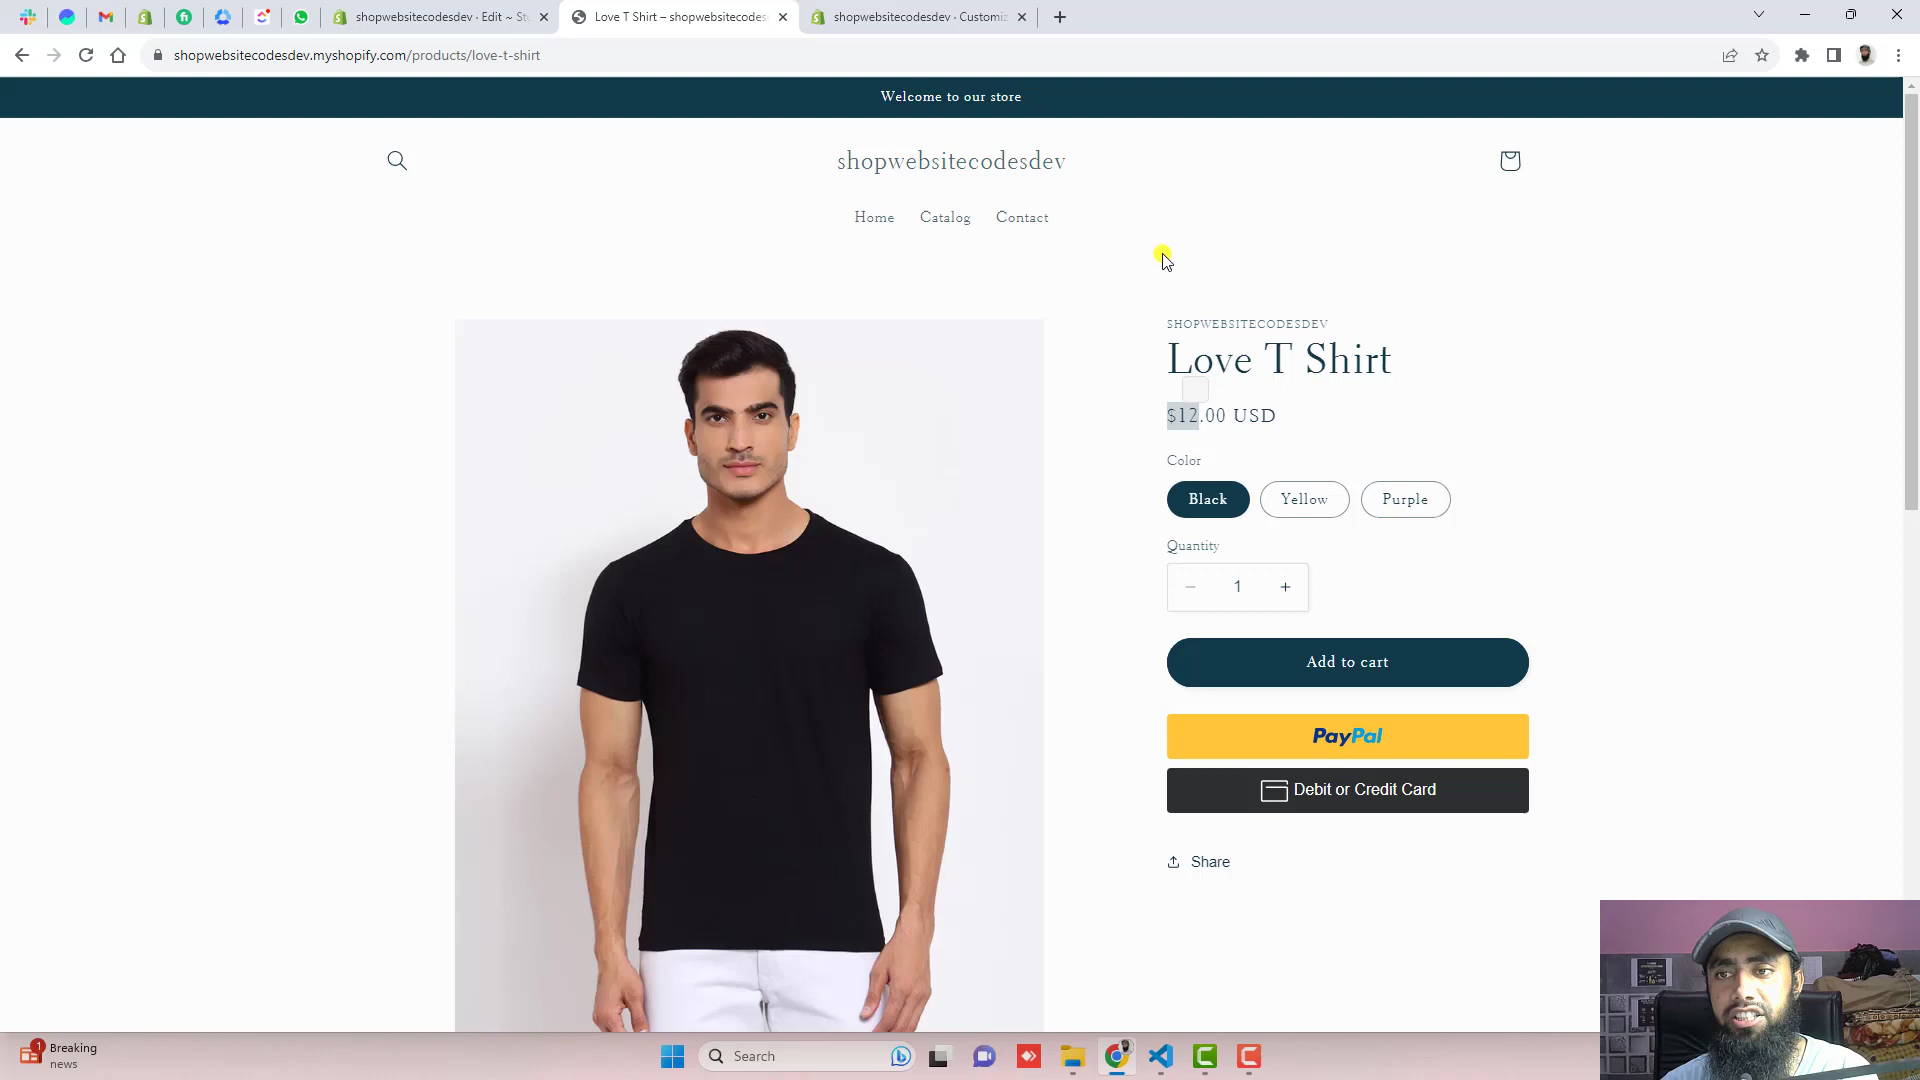 shopwebsitecodesdev · Edit ~ St
Love T Shirt – shopwebsitecodes
shopwebsitecodesdev · Customiz
shopwebsitecodesdev.myshopify.com/products/love-t-shirt
Welcome to our store
shopwebsitecodesdev
Home Catalog Contact
SHOPWEBSITECODESDEV
Love T Shirt
$12.00 USD
Color
Black Yellow Purple
Quantity
− 1 +
Add to cart
PayPal
Debit or Credit Card
Share
1
Breaking
news
Search